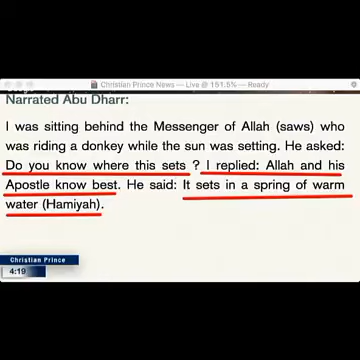 Christian Prince News – Live @ 151.5% — Ready
Narrated Abu Dharr:
I was sitting behind the Messenger of Allah (saws) who
was riding a donkey while the sun was setting. He asked:
Do you know where this sets ? I replied: Allah and his
Apostle know best. He said: It sets in a spring of warm
water (Hamiyah).
Christian Prince
4:19